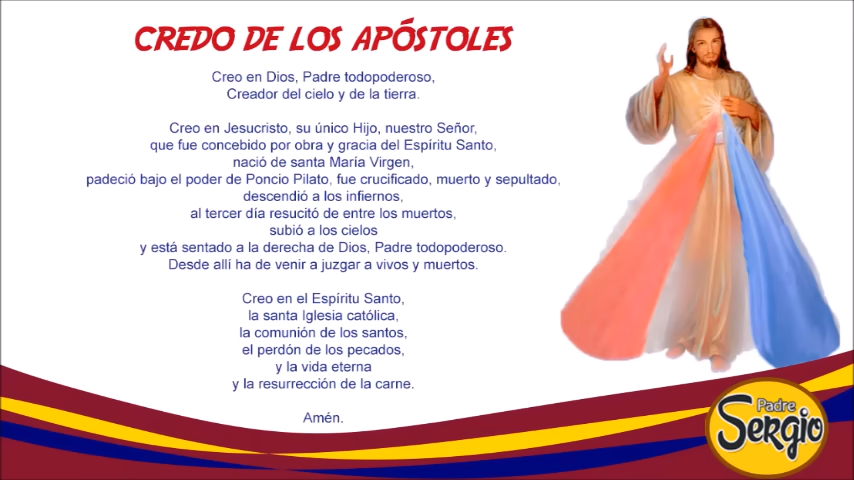 CREDO DE LOS APÓSTOLES
Creo en Dios, Padre todopoderoso,
Creador del cielo y de la tierra.
Creo en Jesucristo, su único Hijo, nuestro Señor,
que fue concebido por obra y gracia del Espíritu Santo,
nació de santa María Virgen,
padeció bajo el poder de Poncio Pilato, fue crucificado, muerto y sepultado,
descendió a los infiernos,
al tercer día resucitó de entre los muertos,
subió a los cielos
y está sentado a la derecha de Dios, Padre todopoderoso.
Desde allí ha de venir a juzgar a vivos y muertos.
Creo en el Espíritu Santo,
la santa Iglesia católica,
la comunión de los santos,
el perdón de los pecados,
y la vida eterna
y la resurrección de la carne.
Amén.
Padre
Sergio